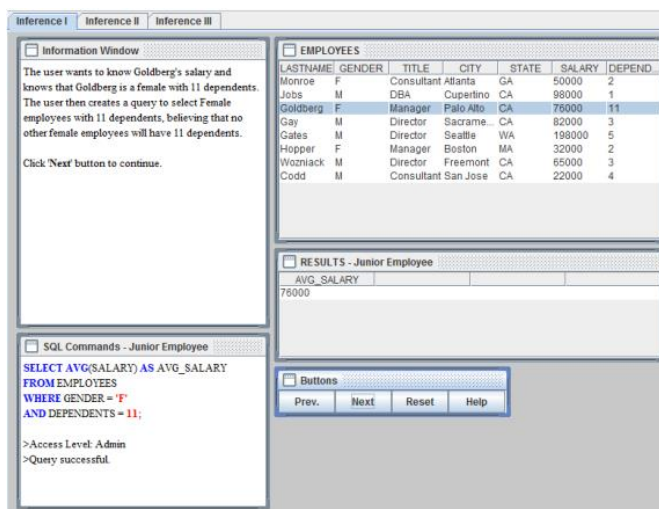 Inference I Inference II Inference III
Information Window
The user wants to know Goldberg's salary and
knows that Goldberg is a female with 11 dependents.
The user then creates a query to select Female
employees with 11 dependents, believing that no
other female employees will have 11 dependents.
Click 'Next' button to continue.
EMPLOYEES
LASTNAME GENDER TITLE CITY STATE SALARY DEPEND...
Monroe F Consultant Atlanta GA 50000 2
Jobs M DBA Cupertino CA 98000 1
Goldberg F Manager Palo Alto CA 76000 11
Gay M Director Sacrame... CA 82000 3
Gates M Director Seattle WA 198000 5
Hopper F Manager Boston MA 32000 2
Wozniack M Director Freemont CA 65000 3
Codd M Consultant San Jose CA 22000 4
RESULTS - Junior Employee
AVG_SALARY
76000
SQL Commands - Junior Employee
SELECT AVG(SALARY) AS AVG_SALARY
FROM EMPLOYEES
WHERE GENDER = 'F'
AND DEPENDENTS = 11;
>Access Level: Admin
>Query successful.
Buttons
Prev. Next Reset Help